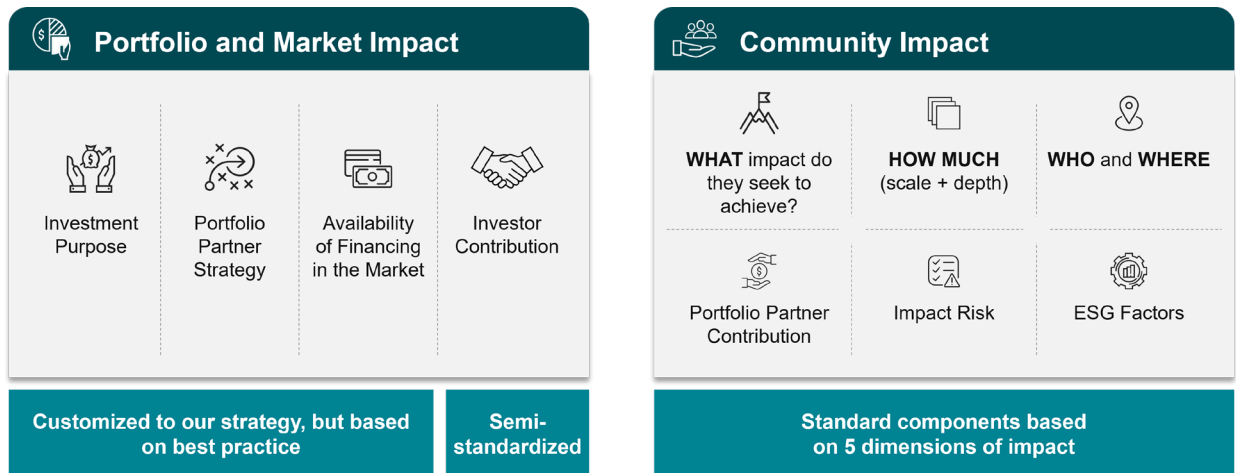 Portfolio and Market Impact
Investment
Purpose
Portfolio
Partner
Strategy
Availability
of Financing
in the Market
Investor
Contribution
Customized to our strategy, but based
on best practice
Semi-
standardized
Community Impact
WHAT impact do
they seek to
achieve?
HOW MUCH
(scale + depth)
WHO and WHERE
Portfolio Partner
Contribution
Impact Risk
ESG Factors
Standard components based
on 5 dimensions of impact